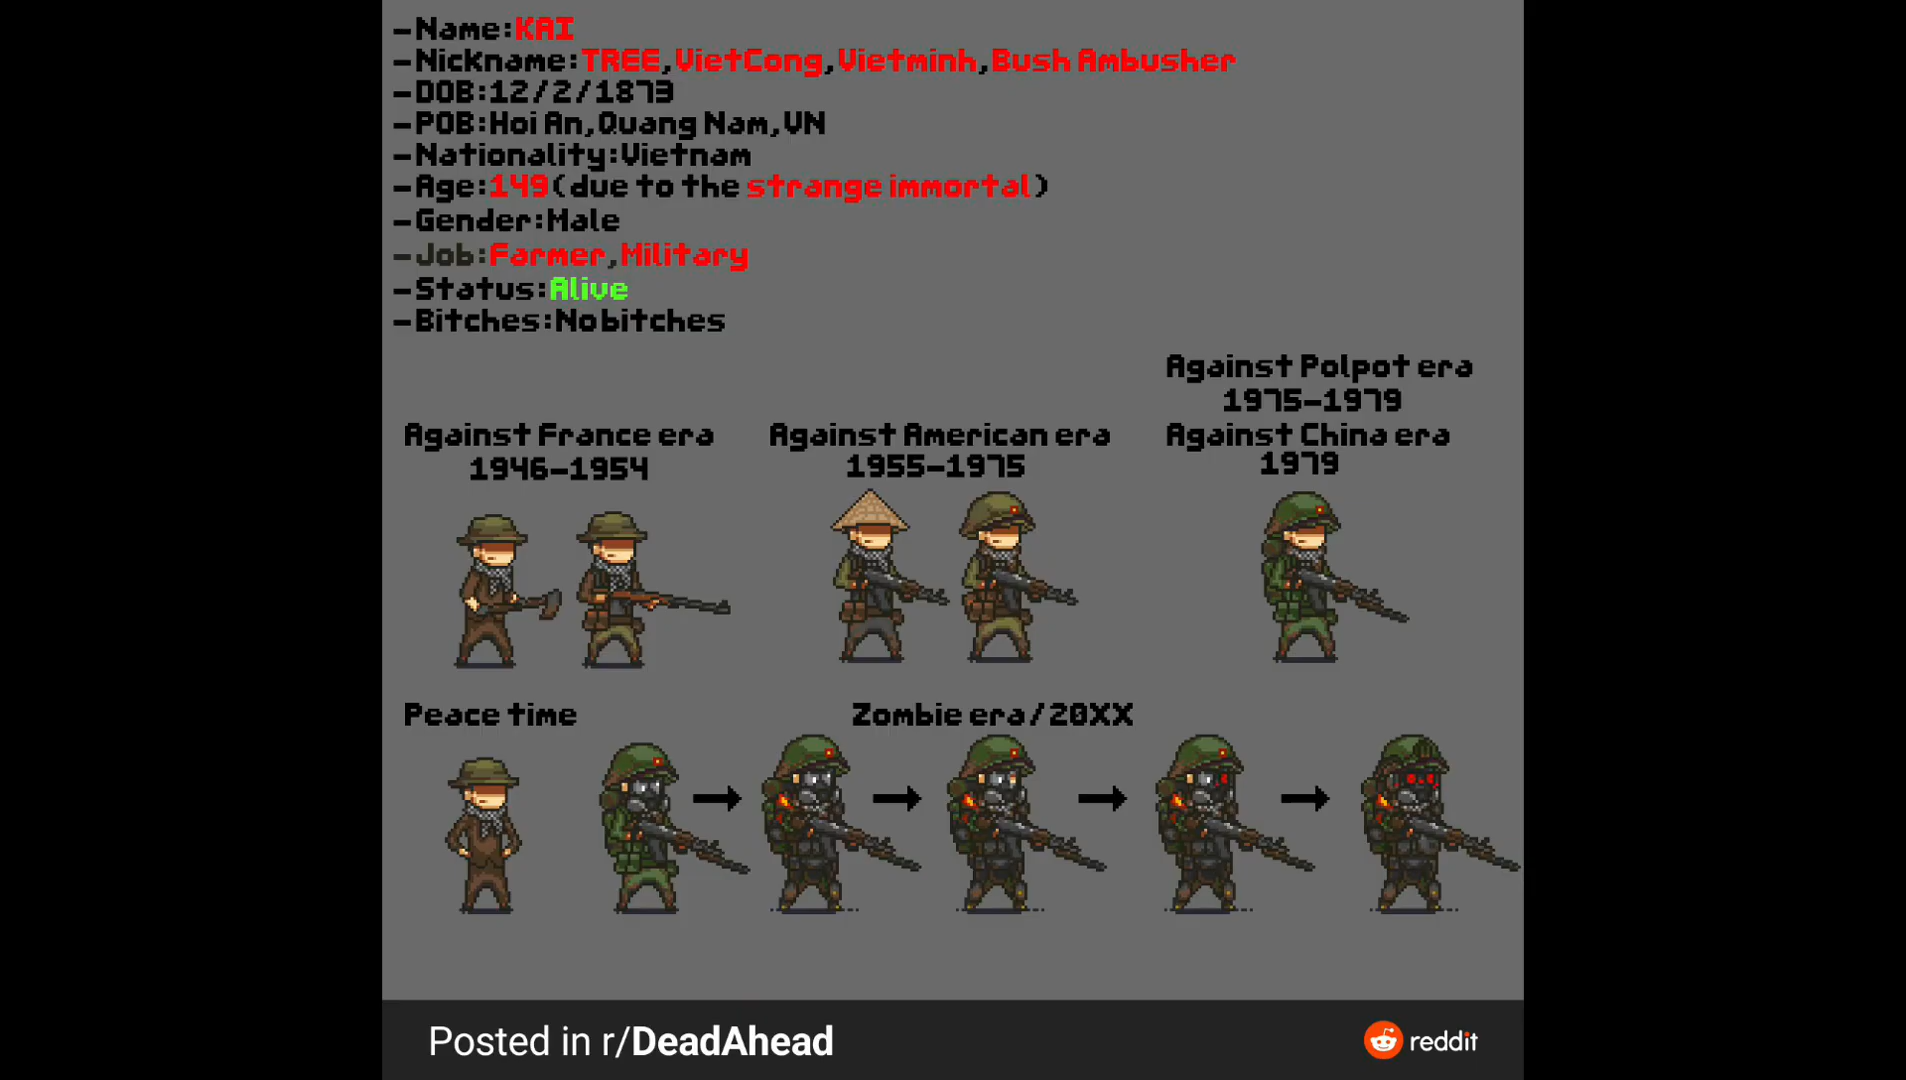 -Name:KAI
-Nickname:TREE,VietCong,Vietminh,Bush Ambusher
-DOB:12/2/1873
-POB:Hoi An,Quang Nam,VN
-Nationality:Vietnam
-Age:149(due to the strange immortal)
-Gender:Male
-Job:Farmer,Military
-Status:Alive
-Bitches:No bitches
Against France era
1946-1954
Against American era
1955-1975
Against Polpot era
1975-1979
Against China era
1979
Peace time
Zombie era/20XX
Posted in r/DeadAhead
reddit